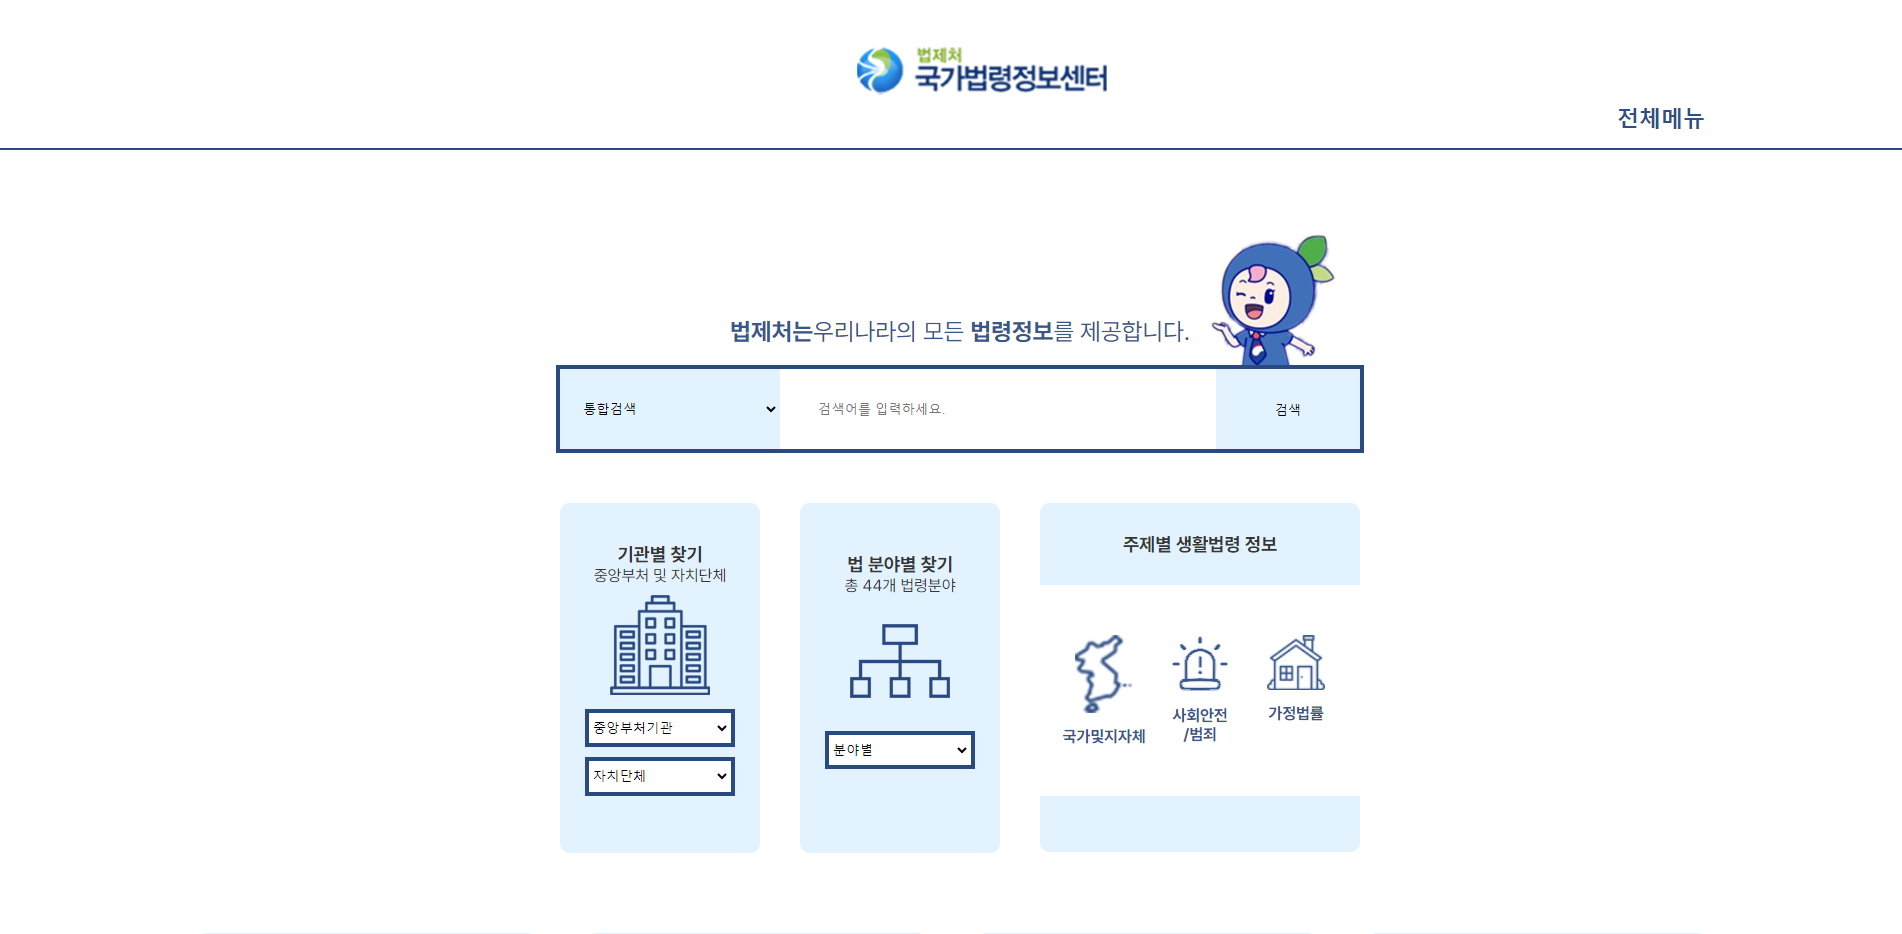 법제처
국가법령정보센터
전체메뉴
법제처는우리나라의 모든 법령정보를 제공합니다.
통합검색
검색어를 입력하세요.
검색
기관별 찾기
중앙부처 및 자치단체
중앙부처기관
자치단체
법 분야별 찾기
총 44개 법령분야
분야별
주제별 생활법령 정보
국가및지자체
사회안전
/범죄
가정법률